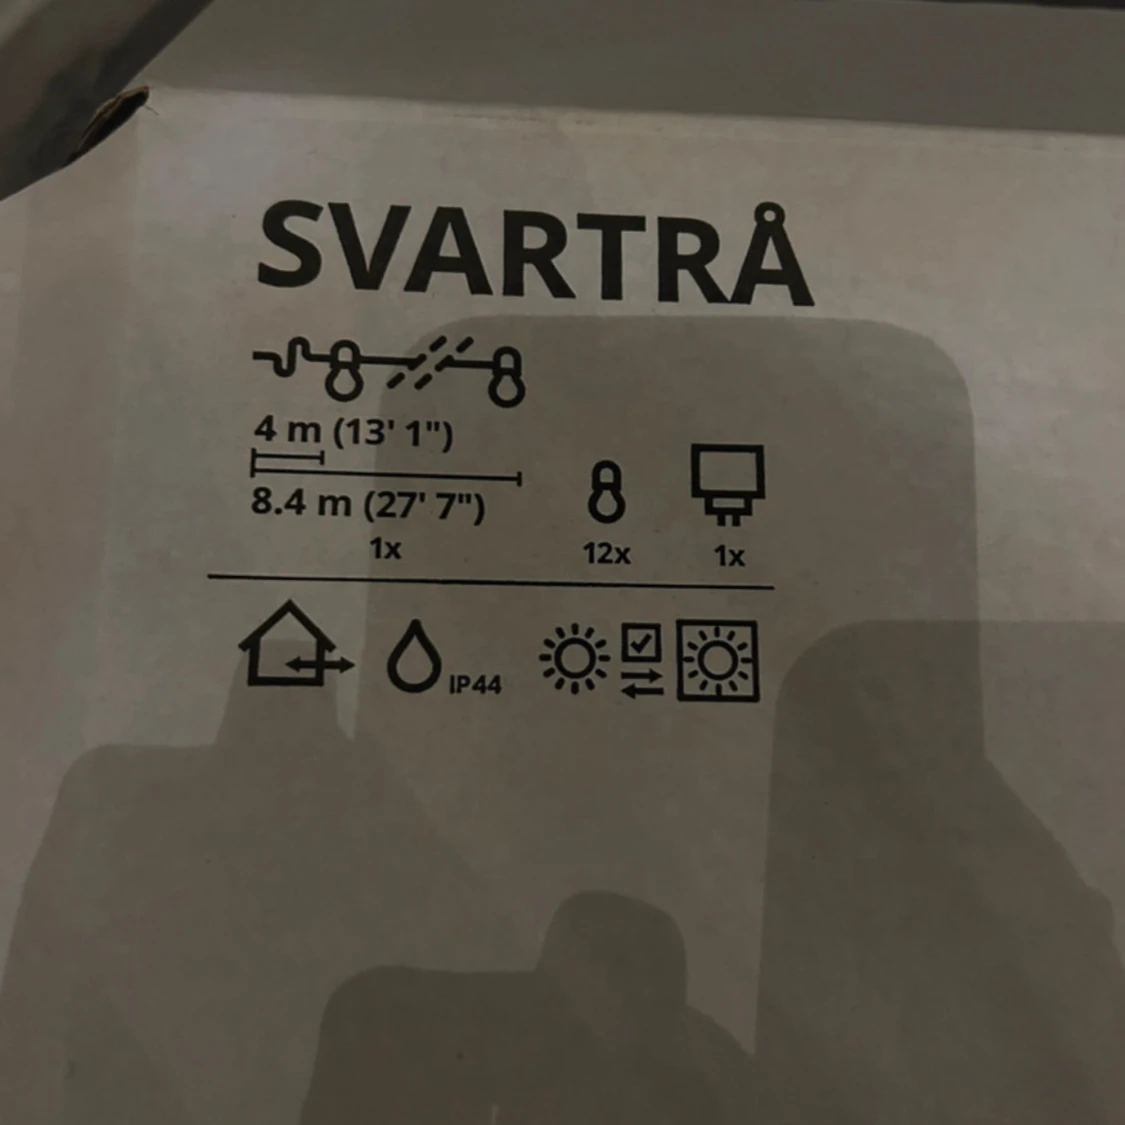 SVARTRÅ
4 m (13' 1")
8.4 m (27' 7")
1x 12x 1x
IP44